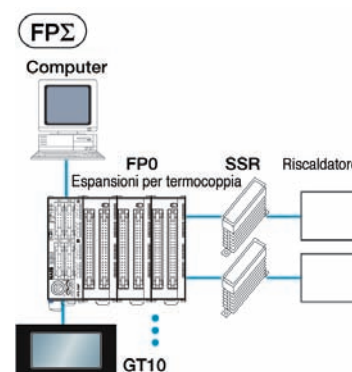 FPΣ
Computer
FP0
Espansioni per termocoppia
SSR
Riscaldatore
GT10